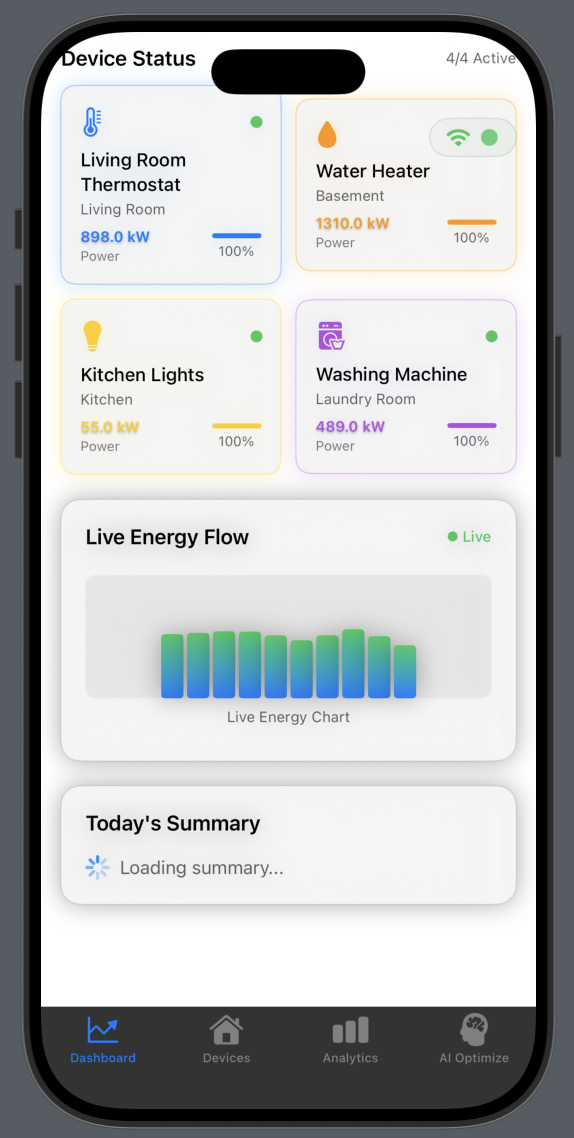 Device Status
4/4 Active
Living Room
Thermostat
Living Room
898.0 kW
Power
100%
Water Heater
Basement
1310.0 kW
Power
100%
Kitchen Lights
Kitchen
55.0 kW
Power
100%
Washing Machine
Laundry Room
489.0 kW
Power
100%
Live Energy Flow
Live
Live Energy Chart
Today's Summary
Loading summary...
Dashboard
Devices
Analytics
AI Optimize